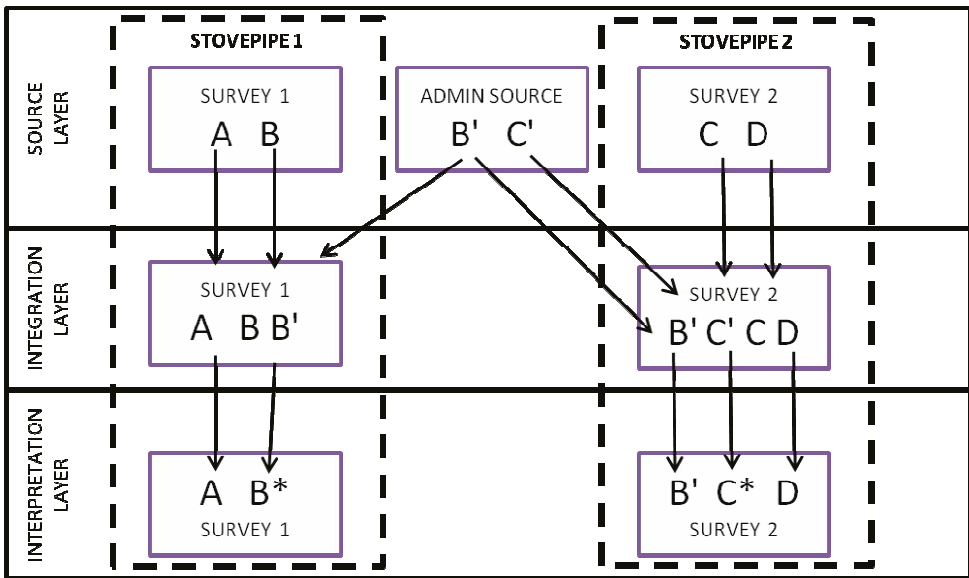 STOVEPIPE 1
STOVEPIPE 2
SOURCE
LAYER
SURVEY 1
A B
ADMIN SOURCE
B' C'
SURVEY 2
C D
INTEGRATION
LAYER
SURVEY 1
A B B'
SURVEY 2
B' C' C D
INTERPRETATION
LAYER
A B*
SURVEY 1
B' C* D
SURVEY 2